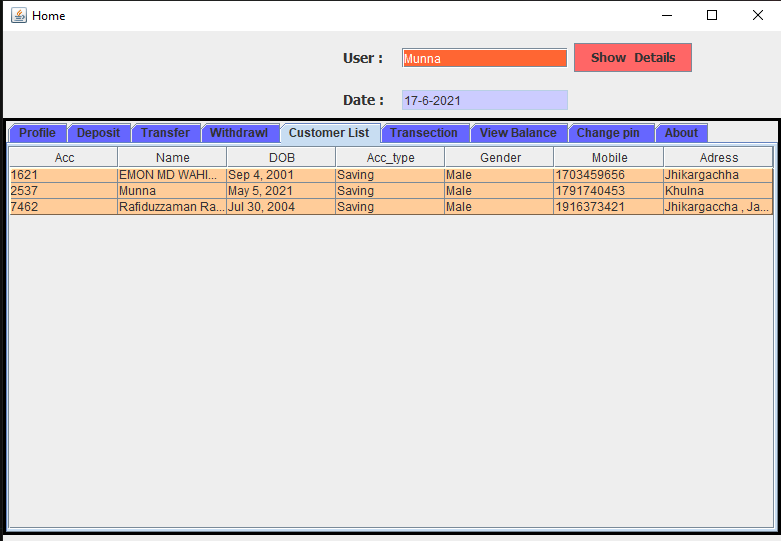 Home
User : Munna Show Details
Date : 17-6-2021
Profile Deposit Transfer Withdrawl Customer List Transection View Balance Change pin About
Acc Name DOB Acc_type Gender Mobile Adress
1621 EMON MD WAHI... Sep 4, 2001 Saving Male 1703459656 Jhikargachha
2537 Munna May 5, 2021 Saving Male 1791740453 Khulna
7462 Rafiduzzaman Ra... Jul 30, 2004 Saving Male 1916373421 Jhikargaccha , Ja...